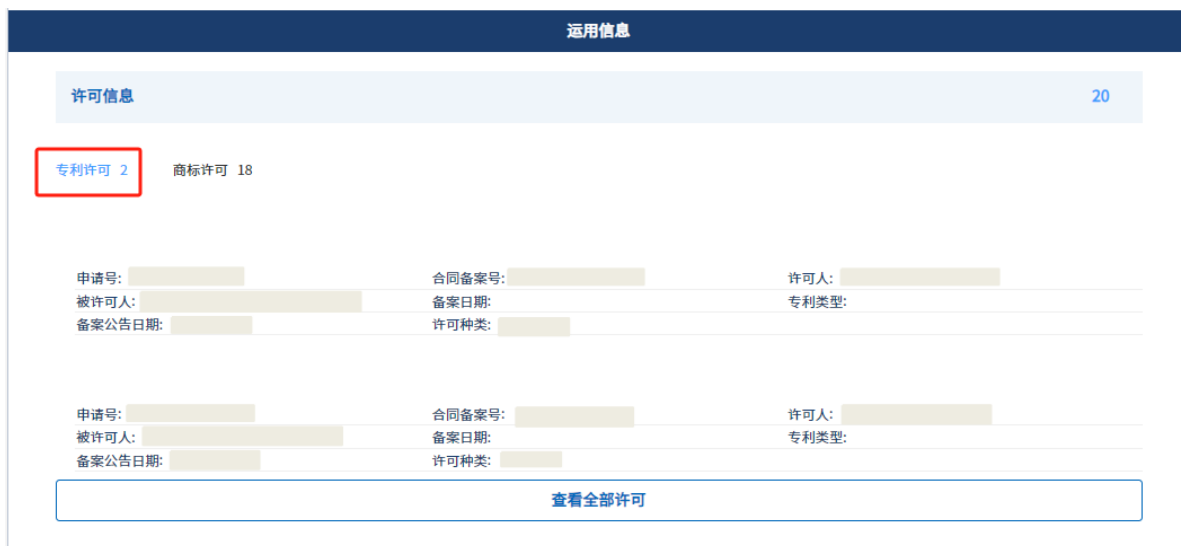 运用信息
许可信息 20
专利许可 2 商标许可 18
申请号: 合同备案号: 许可人:
被许可人: 备案日期: 专利类型:
备案公告日期: 许可种类:
申请号: 合同备案号: 许可人:
被许可人: 备案日期: 专利类型:
备案公告日期: 许可种类:
查看全部许可